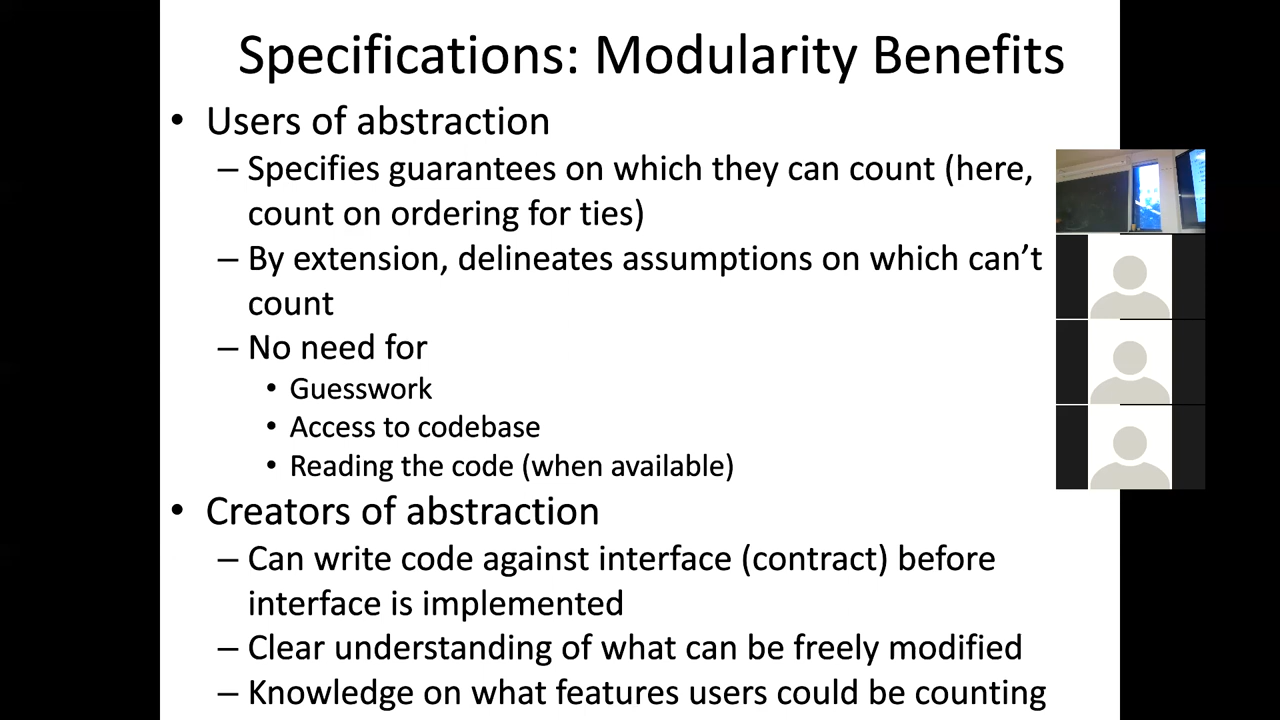 Specifications: Modularity Benefits
• Users of abstraction
– Specifies guarantees on which they can count (here,
count on ordering for ties)
– By extension, delineates assumptions on which can’t
count
– No need for
• Guesswork
• Access to codebase
• Reading the code (when available)
• Creators of abstraction
– Can write code against interface (contract) before
interface is implemented
– Clear understanding of what can be freely modified
– Knowledge on what features users could be counting